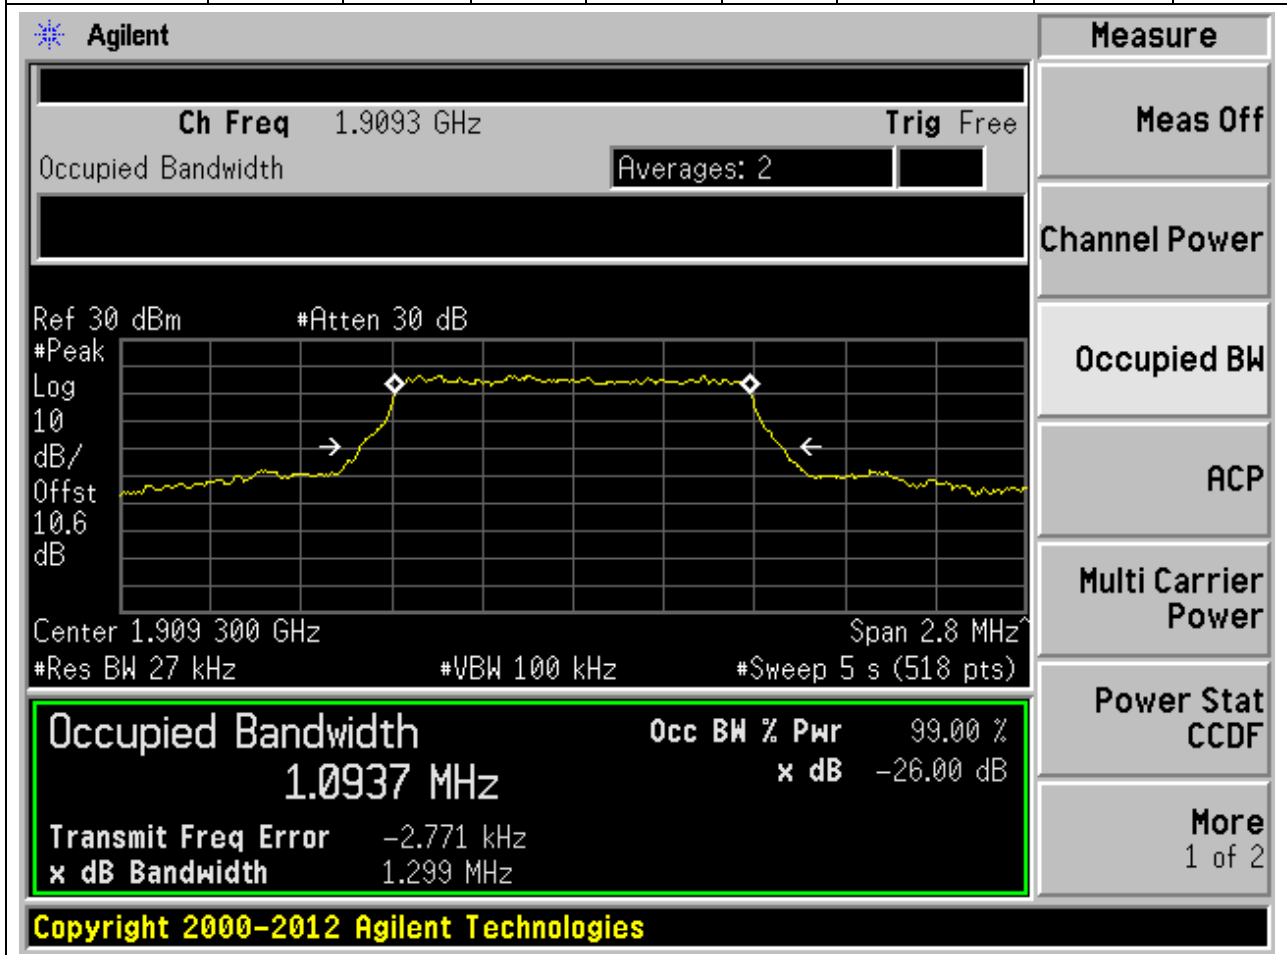 Agilent
Measure
Ch Freq 1.9093 GHz Trig Free
Meas Off
Occupied Bandwidth Averages: 2
Channel Power
Ref 30 dBm #Atten 30 dB
#Peak
Log
10
dB/
Offst
10.6
dB
Occupied BW
ACP
Center 1.909 300 GHz Span 2.8 MHz^
#Res BW 27 kHz #VBW 100 kHz #Sweep 5 s (518 pts)
Multi Carrier
Power
Occupied Bandwidth Occ BW % Pwr 99.00 %
1.0937 MHz x dB -26.00 dB
Transmit Freq Error -2.771 kHz
x dB Bandwidth 1.299 MHz
Power Stat
CCDF
More
1 of 2
Copyright 2000-2012 Agilent Technologies